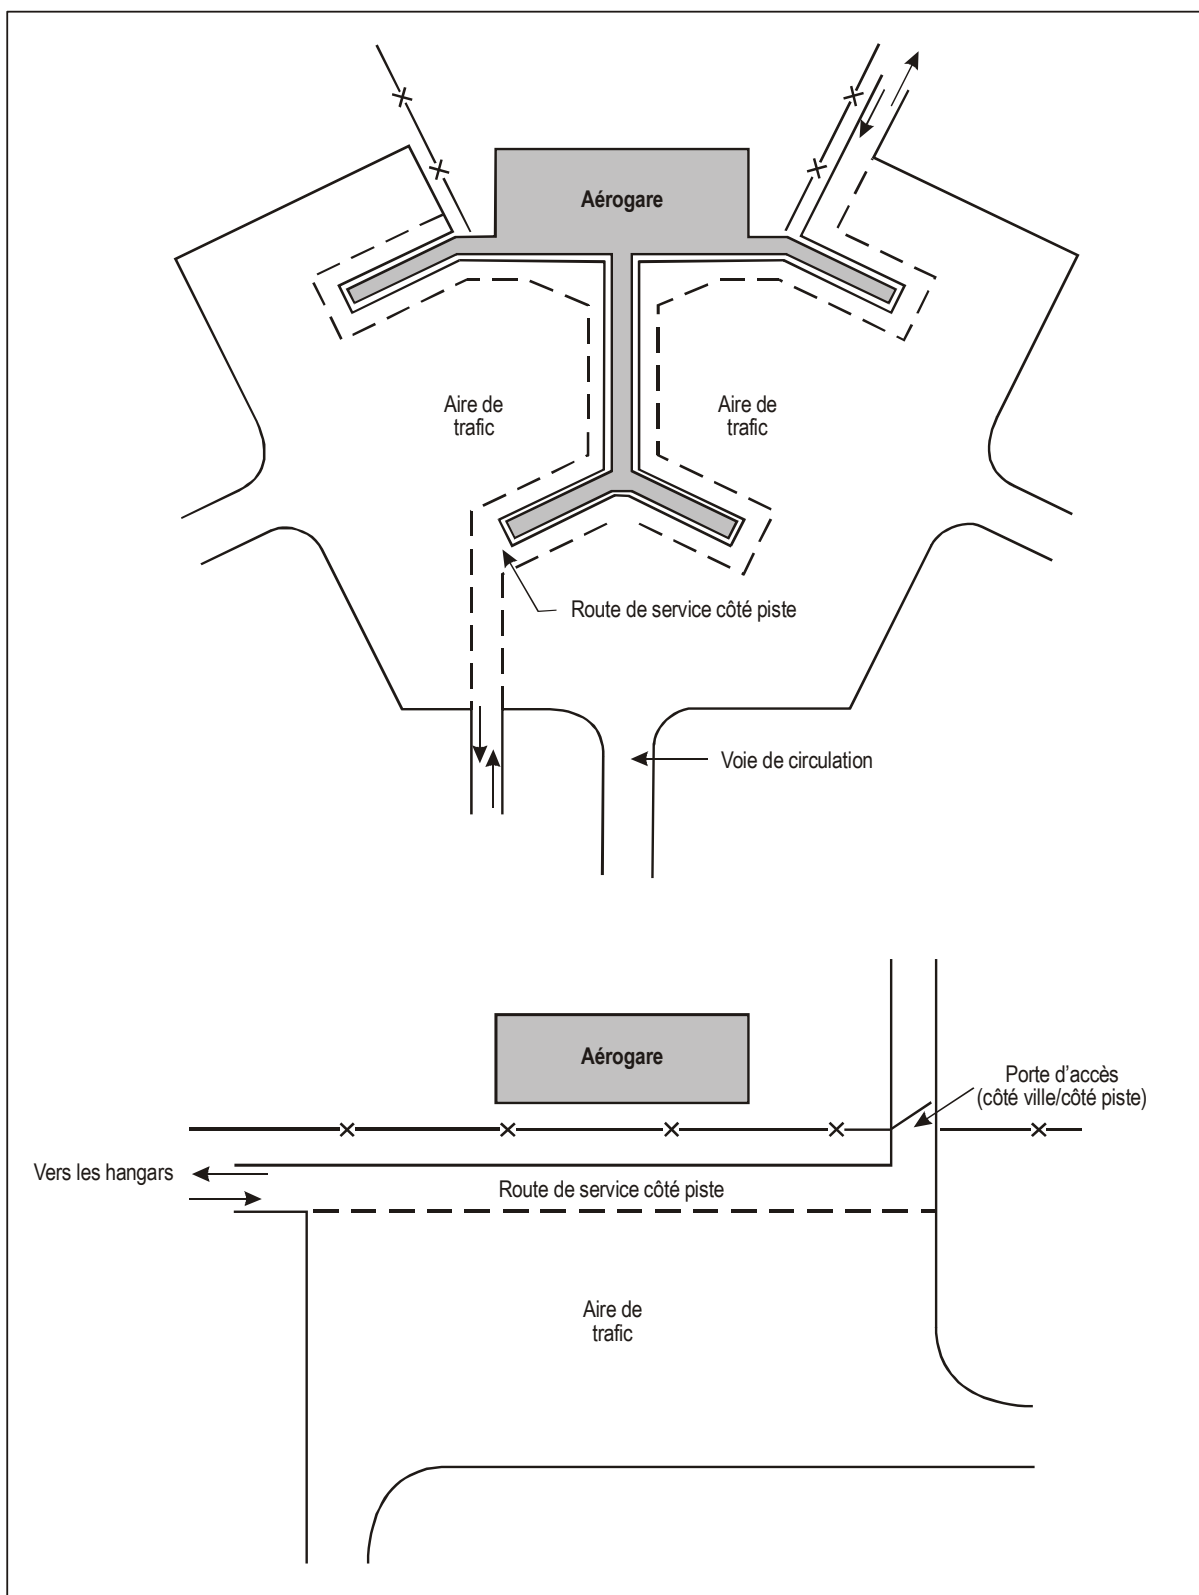 Aérogare
Aire de
trafic
Aire de
trafic
Route de service côté piste
Voie de circulation
Aérogare
Porte d’accès
(côté ville/côté piste)
Vers les hangars
Route de service côté piste
Aire de
trafic